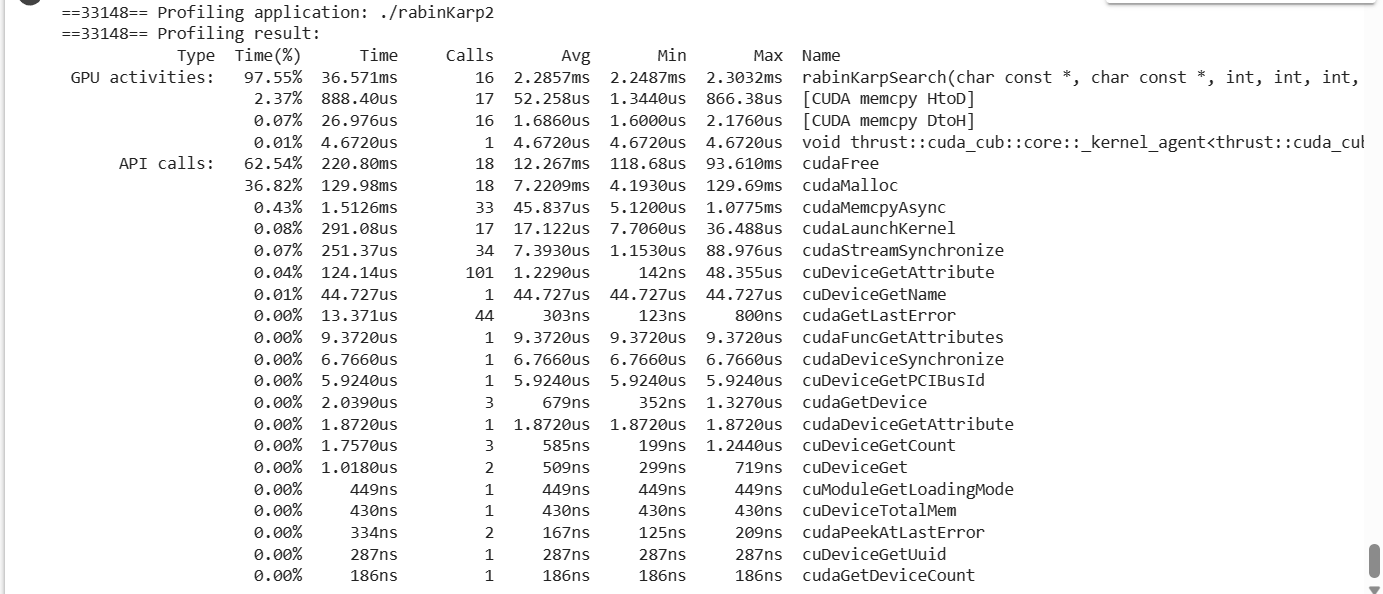 ==33148== Profiling application: ./rabinKarp2
==33148== Profiling result:
Type Time(%) Time Calls Avg Min Max Name
GPU activities: 97.55% 36.571ms 16 2.2857ms 2.2487ms 2.3032ms rabinKarpSearch(char const *, char const *, int, int, int,
2.37% 888.40us 17 52.258us 1.3440us 866.38us [CUDA memcpy HtoD]
0.07% 26.976us 16 1.6860us 1.6000us 2.1760us [CUDA memcpy DtoH]
0.01% 4.6720us 1 4.6720us 4.6720us 4.6720us void thrust::cuda_cub::core::_kernel_agent<thrust::cuda_cub
API calls: 62.54% 220.80ms 18 12.267ms 118.68us 93.610ms cudaFree
36.82% 129.98ms 18 7.2209ms 4.1930us 129.69ms cudaMalloc
0.43% 1.5126ms 33 45.837us 5.1200us 1.0775ms cudaMemcpyAsync
0.08% 291.08us 17 17.122us 7.7060us 36.488us cudaLaunchKernel
0.07% 251.37us 34 7.3930us 1.1530us 88.976us cudaStreamSynchronize
0.04% 124.14us 101 1.2290us 142ns 48.355us cuDeviceGetAttribute
0.01% 44.727us 1 44.727us 44.727us 44.727us cuDeviceGetName
0.00% 13.371us 44 303ns 123ns 800ns cudaGetLastError
0.00% 9.3720us 1 9.3720us 9.3720us 9.3720us cudaFuncGetAttributes
0.00% 6.7660us 1 6.7660us 6.7660us 6.7660us cudaDeviceSynchronize
0.00% 5.9240us 1 5.9240us 5.9240us 5.9240us cuDeviceGetPCIBusId
0.00% 2.0390us 3 679ns 352ns 1.3270us cudaGetDevice
0.00% 1.8720us 1 1.8720us 1.8720us 1.8720us cudaDeviceGetAttribute
0.00% 1.7570us 3 585ns 199ns 1.2440us cuDeviceGetCount
0.00% 1.0180us 2 509ns 299ns 719ns cuDeviceGet
0.00% 449ns 1 449ns 449ns 449ns cuModuleGetLoadingMode
0.00% 430ns 1 430ns 430ns 430ns cuDeviceTotalMem
0.00% 334ns 2 167ns 125ns 209ns cudaPeekAtLastError
0.00% 287ns 1 287ns 287ns 287ns cuDeviceGetUuid
0.00% 186ns 1 186ns 186ns 186ns cudaGetDeviceCount